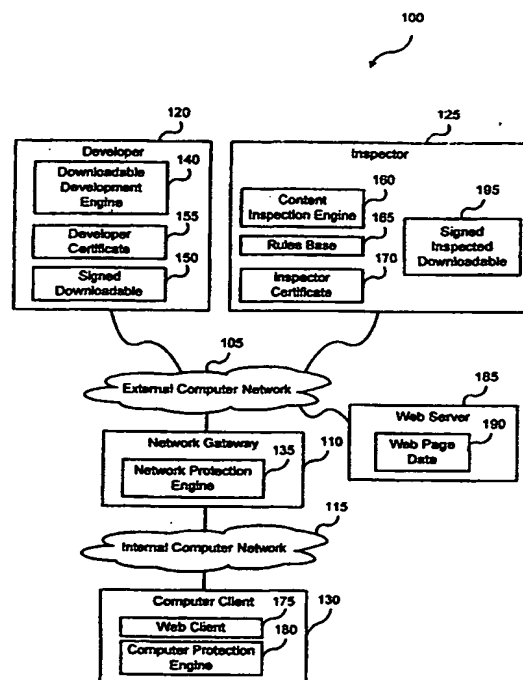 100
120
Developer
Downloadable
Development
Engine
140
Developer
Certificate
155
Signed
Downloadable
150
125
Inspector
Content
Inspection Engine
160
Rules Base
165
Inspector
Certificate
170
195
Signed
Inspected
Downloadable
105
External Computer Network
185
Web Server
Web Page
Data
190
Network Gateway
110
Network Protection
Engine
135
115
Internal Computer Network
Computer Client
130
Web Client
175
Computer Protection
Engine
180